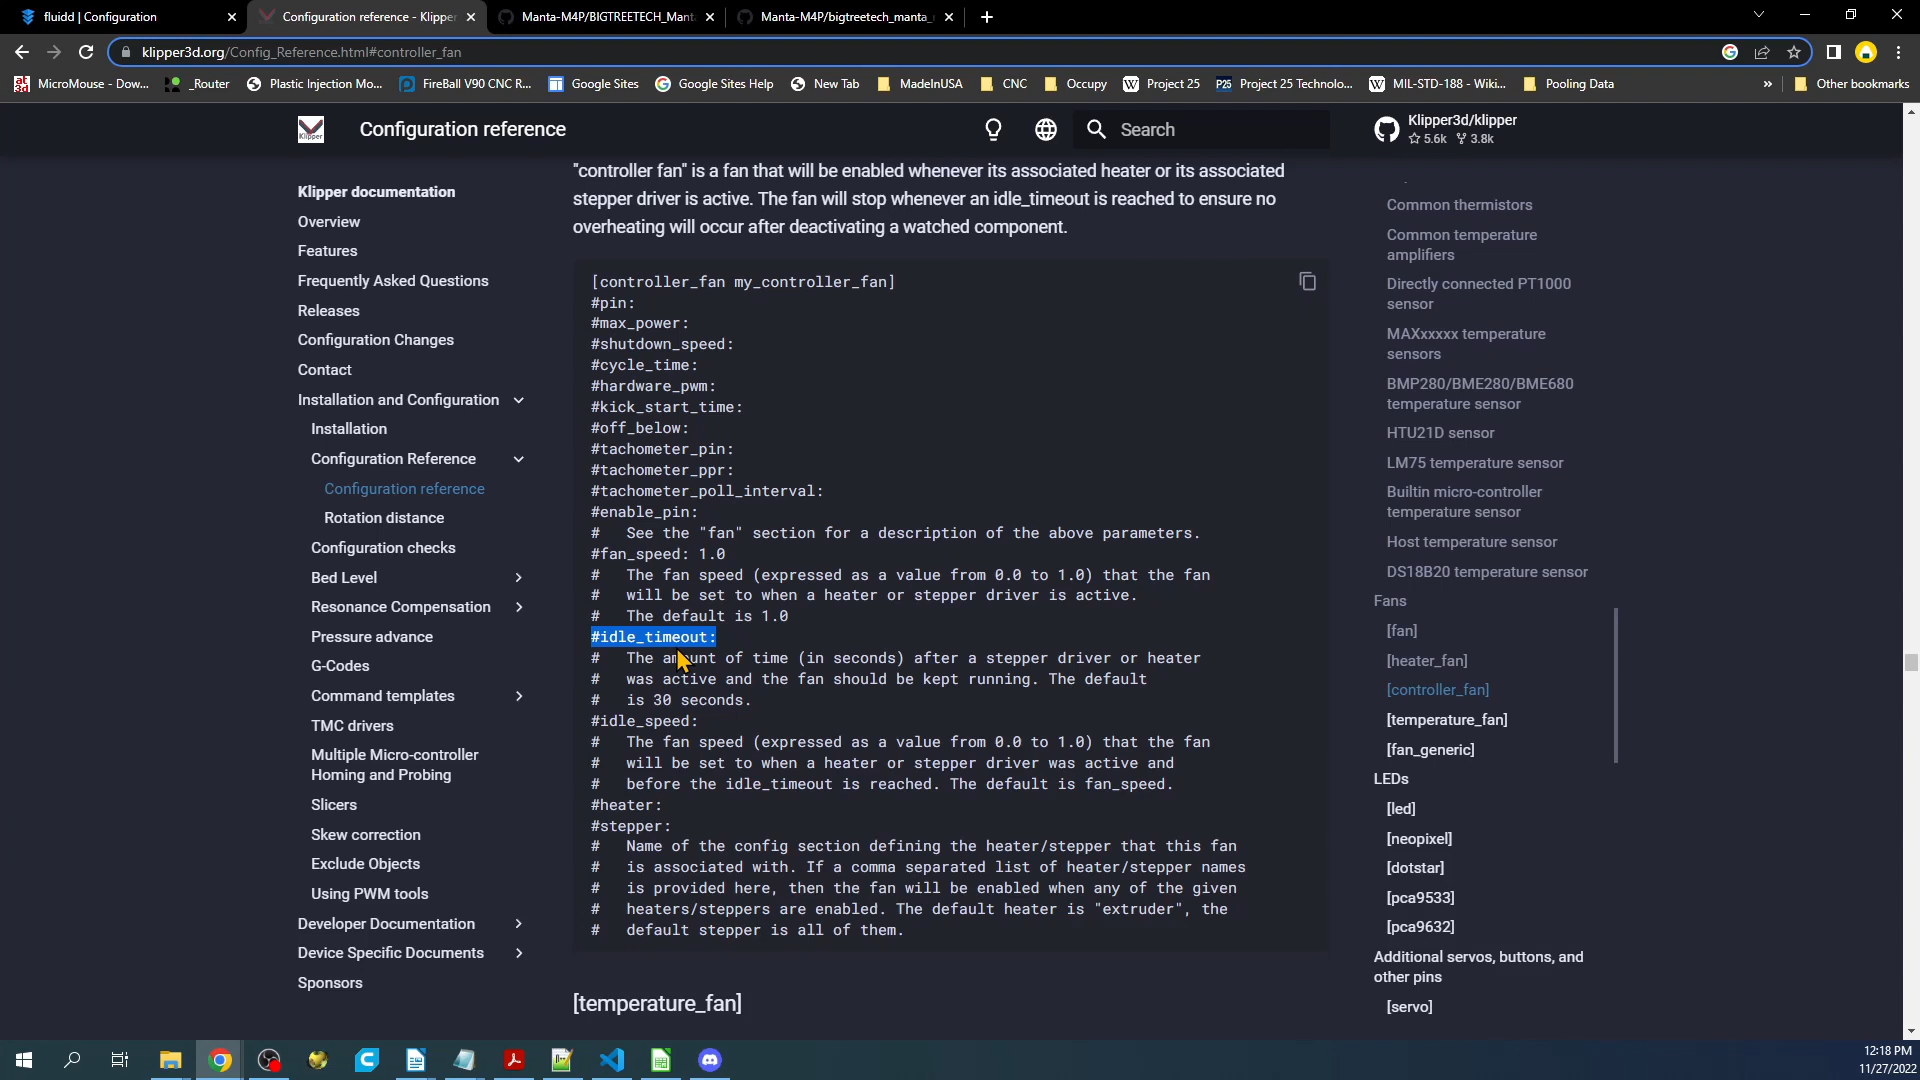 fluidd | Configuration
Configuration reference - Klipper
Manta-M4P/BIGTREETECH_Manta
Manta-M4P/bigtreetech_manta_
klipper3d.org/Config_Reference.html#controller_fan
MicroMouse - Dow...
_Router
Plastic Injection Mo...
FireBall V90 CNC R...
Google Sites
Google Sites Help
New Tab
MadeInUSA
CNC
Occupy
Project 25
Project 25 Technolo...
MIL-STD-188 - Wiki...
Pooling Data
»
Other bookmarks
Klipper
Configuration reference
Search
Klipper3d/klipper
5.6k 3.8k
Klipper documentation
Overview
Features
Frequently Asked Questions
Releases
Configuration Changes
Contact
Installation and Configuration
Installation
Configuration Reference
Configuration reference
Rotation distance
Configuration checks
Bed Level
Resonance Compensation
Pressure advance
G-Codes
Command templates
TMC drivers
Multiple Micro-controller
Homing and Probing
Slicers
Skew correction
Exclude Objects
Using PWM tools
Developer Documentation
Device Specific Documents
Sponsors
"controller fan" is a fan that will be enabled whenever its associated heater or its associated
stepper driver is active. The fan will stop whenever an idle_timeout is reached to ensure no
overheating will occur after deactivating a watched component.
[controller_fan my_controller_fan]
#pin:
#max_power:
#shutdown_speed:
#cycle_time:
#hardware_pwm:
#kick_start_time:
#off_below:
#tachometer_pin:
#tachometer_ppr:
#tachometer_poll_interval:
#enable_pin:
#   See the "fan" section for a description of the above parameters.
#fan_speed: 1.0
#   The fan speed (expressed as a value from 0.0 to 1.0) that the fan
#   will be set to when a heater or stepper driver is active.
#   The default is 1.0
#idle_timeout:
#   The amount of time (in seconds) after a stepper driver or heater
#   was active and the fan should be kept running. The default
#   is 30 seconds.
#idle_speed:
#   The fan speed (expressed as a value from 0.0 to 1.0) that the fan
#   will be set to when a heater or stepper driver was active and
#   before the idle_timeout is reached. The default is fan_speed.
#heater:
#stepper:
#   Name of the config section defining the heater/stepper that this fan
#   is associated with. If a comma separated list of heater/stepper names
#   is provided here, then the fan will be enabled when any of the given
#   heaters/steppers are enabled. The default heater is "extruder", the
#   default stepper is all of them.
[temperature_fan]
Common thermistors
Common temperature
amplifiers
Directly connected PT1000
sensor
MAXxxxxx temperature
sensors
BMP280/BME280/BME680
temperature sensor
HTU21D sensor
LM75 temperature sensor
Builtin micro-controller
temperature sensor
Host temperature sensor
DS18B20 temperature sensor
Fans
[fan]
[heater_fan]
[controller_fan]
[temperature_fan]
[fan_generic]
LEDs
[led]
[neopixel]
[dotstar]
[pca9533]
[pca9632]
Additional servos, buttons, and
other pins
[servo]
12:18 PM
11/27/2022